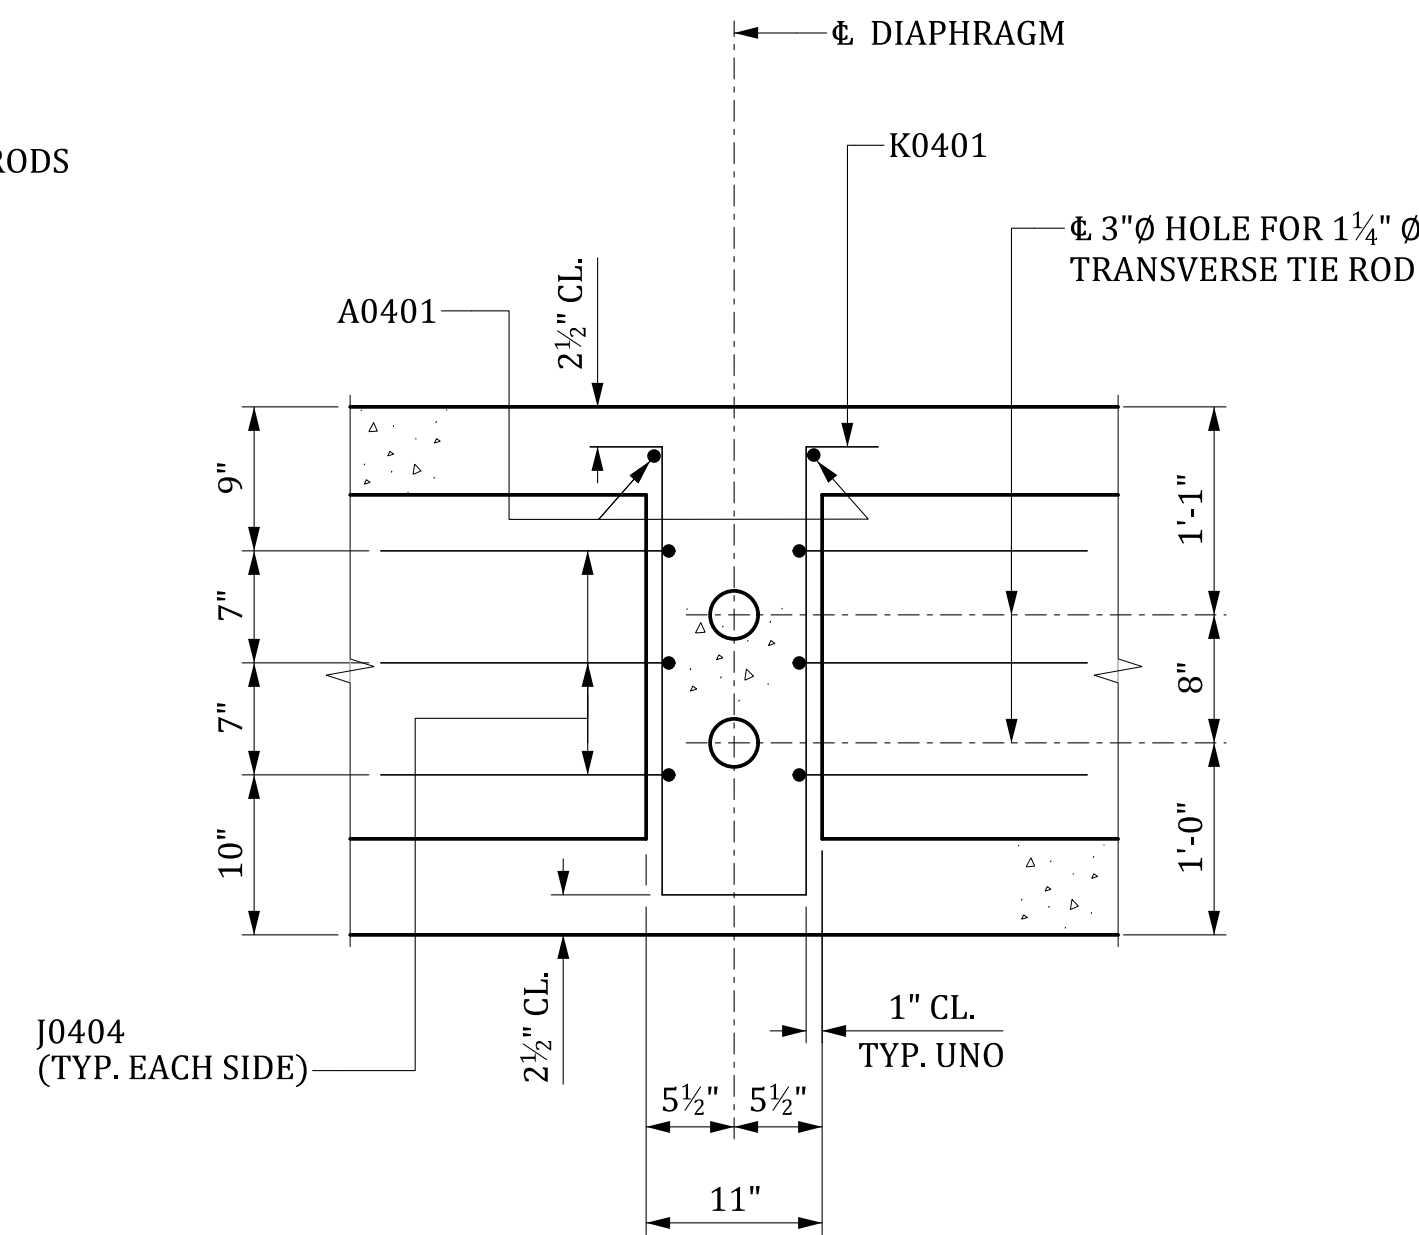 ℄ DIAPHRAGM
K0401
RODS
℄ 3"Ø HOLE FOR 1¼" Ø
TRANSVERSE TIE ROD
A0401
2½" CL.
9"
7"
7"
10"
1'-1"
8"
1'-0"
J0404
(TYP. EACH SIDE)
2½" CL.
1" CL.
TYP. UNO
5½" 5½"
11"